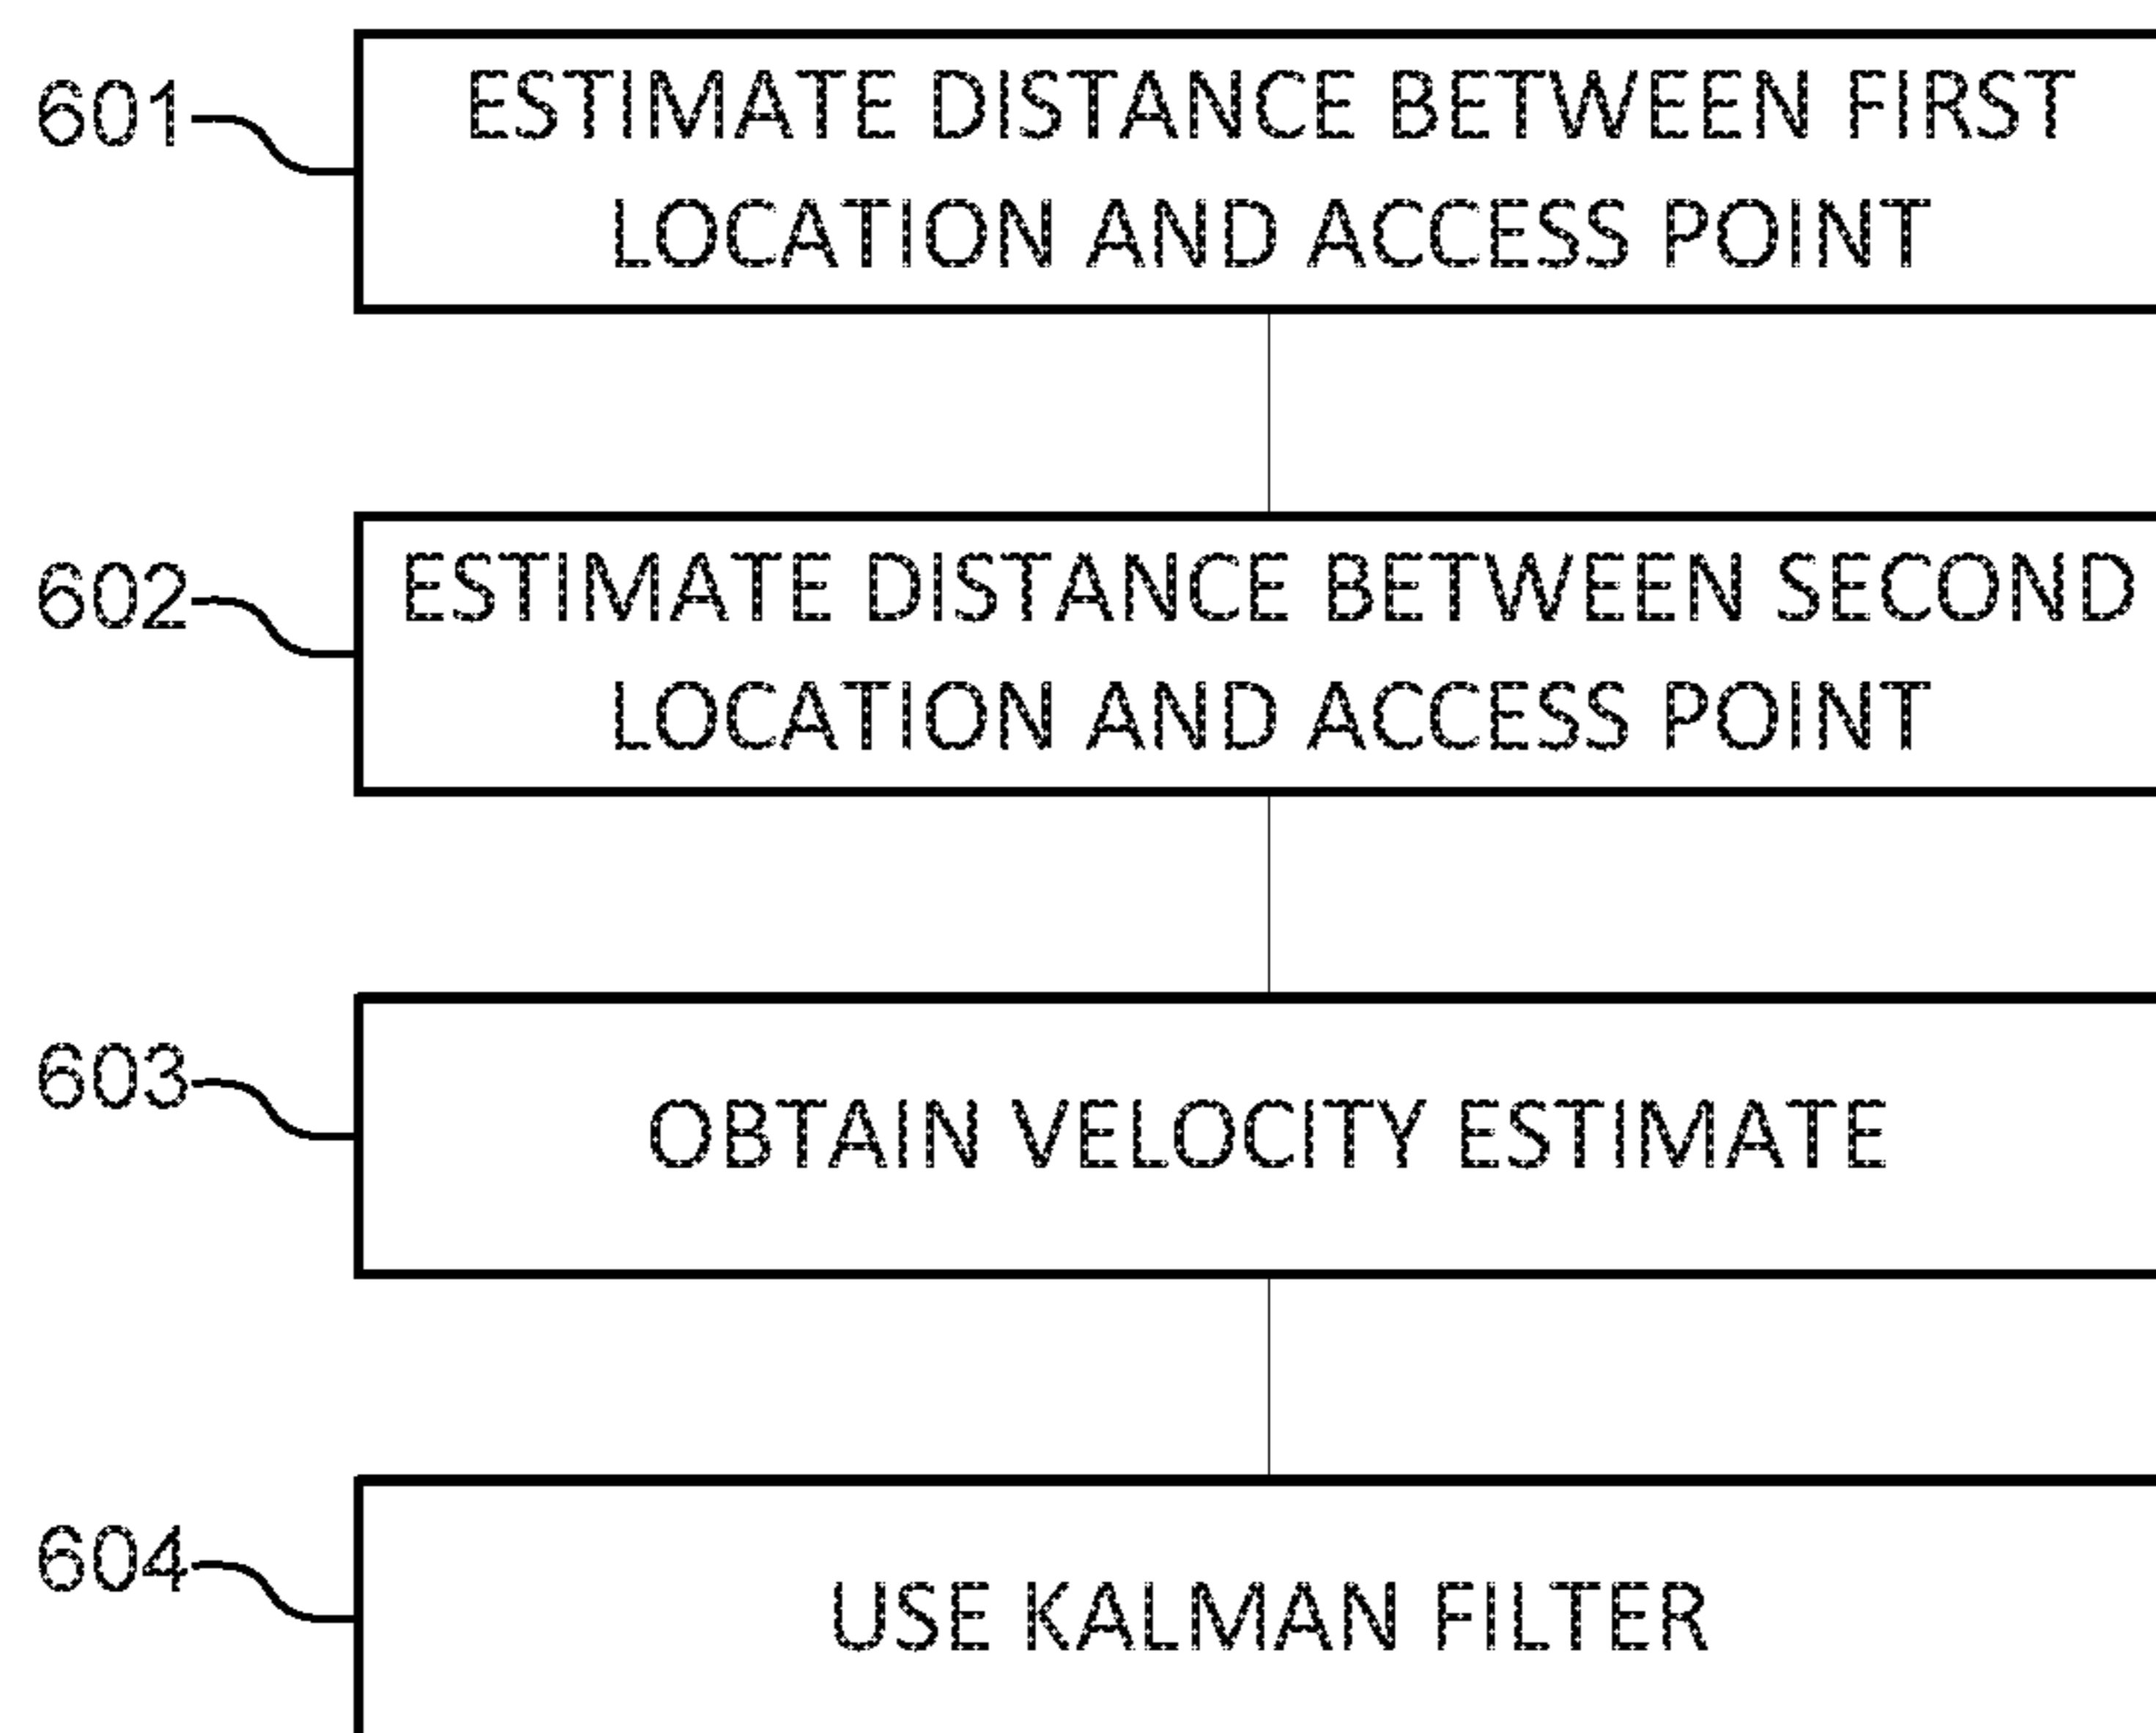 601
ESTIMATE DISTANCE BETWEEN FIRST
LOCATION AND ACCESS POINT
602
ESTIMATE DISTANCE BETWEEN SECOND
LOCATION AND ACCESS POINT
603
OBTAIN VELOCITY ESTIMATE
604
USE KALMAN FILTER